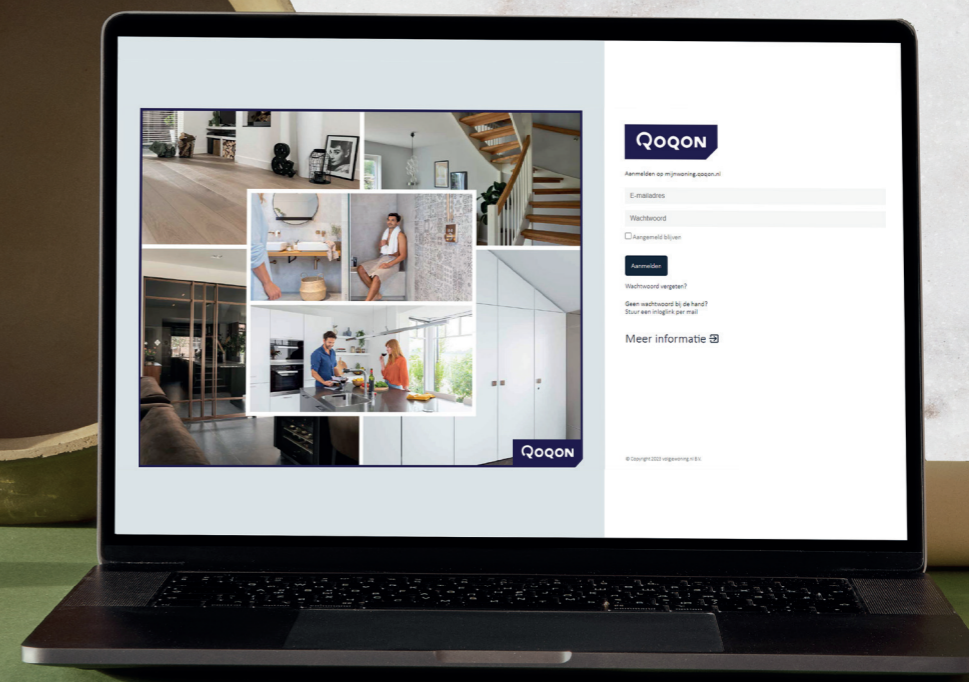 QOQON
QOQON
Aanmelden op mijnwoning.qoqon.nl
E-mailadres
Wachtwoord
Aangemeld blijven
Aanmelden
Wachtwoord vergeten?
Geen wachtwoord bij de hand?
Stuur een inloglink per mail
Meer informatie